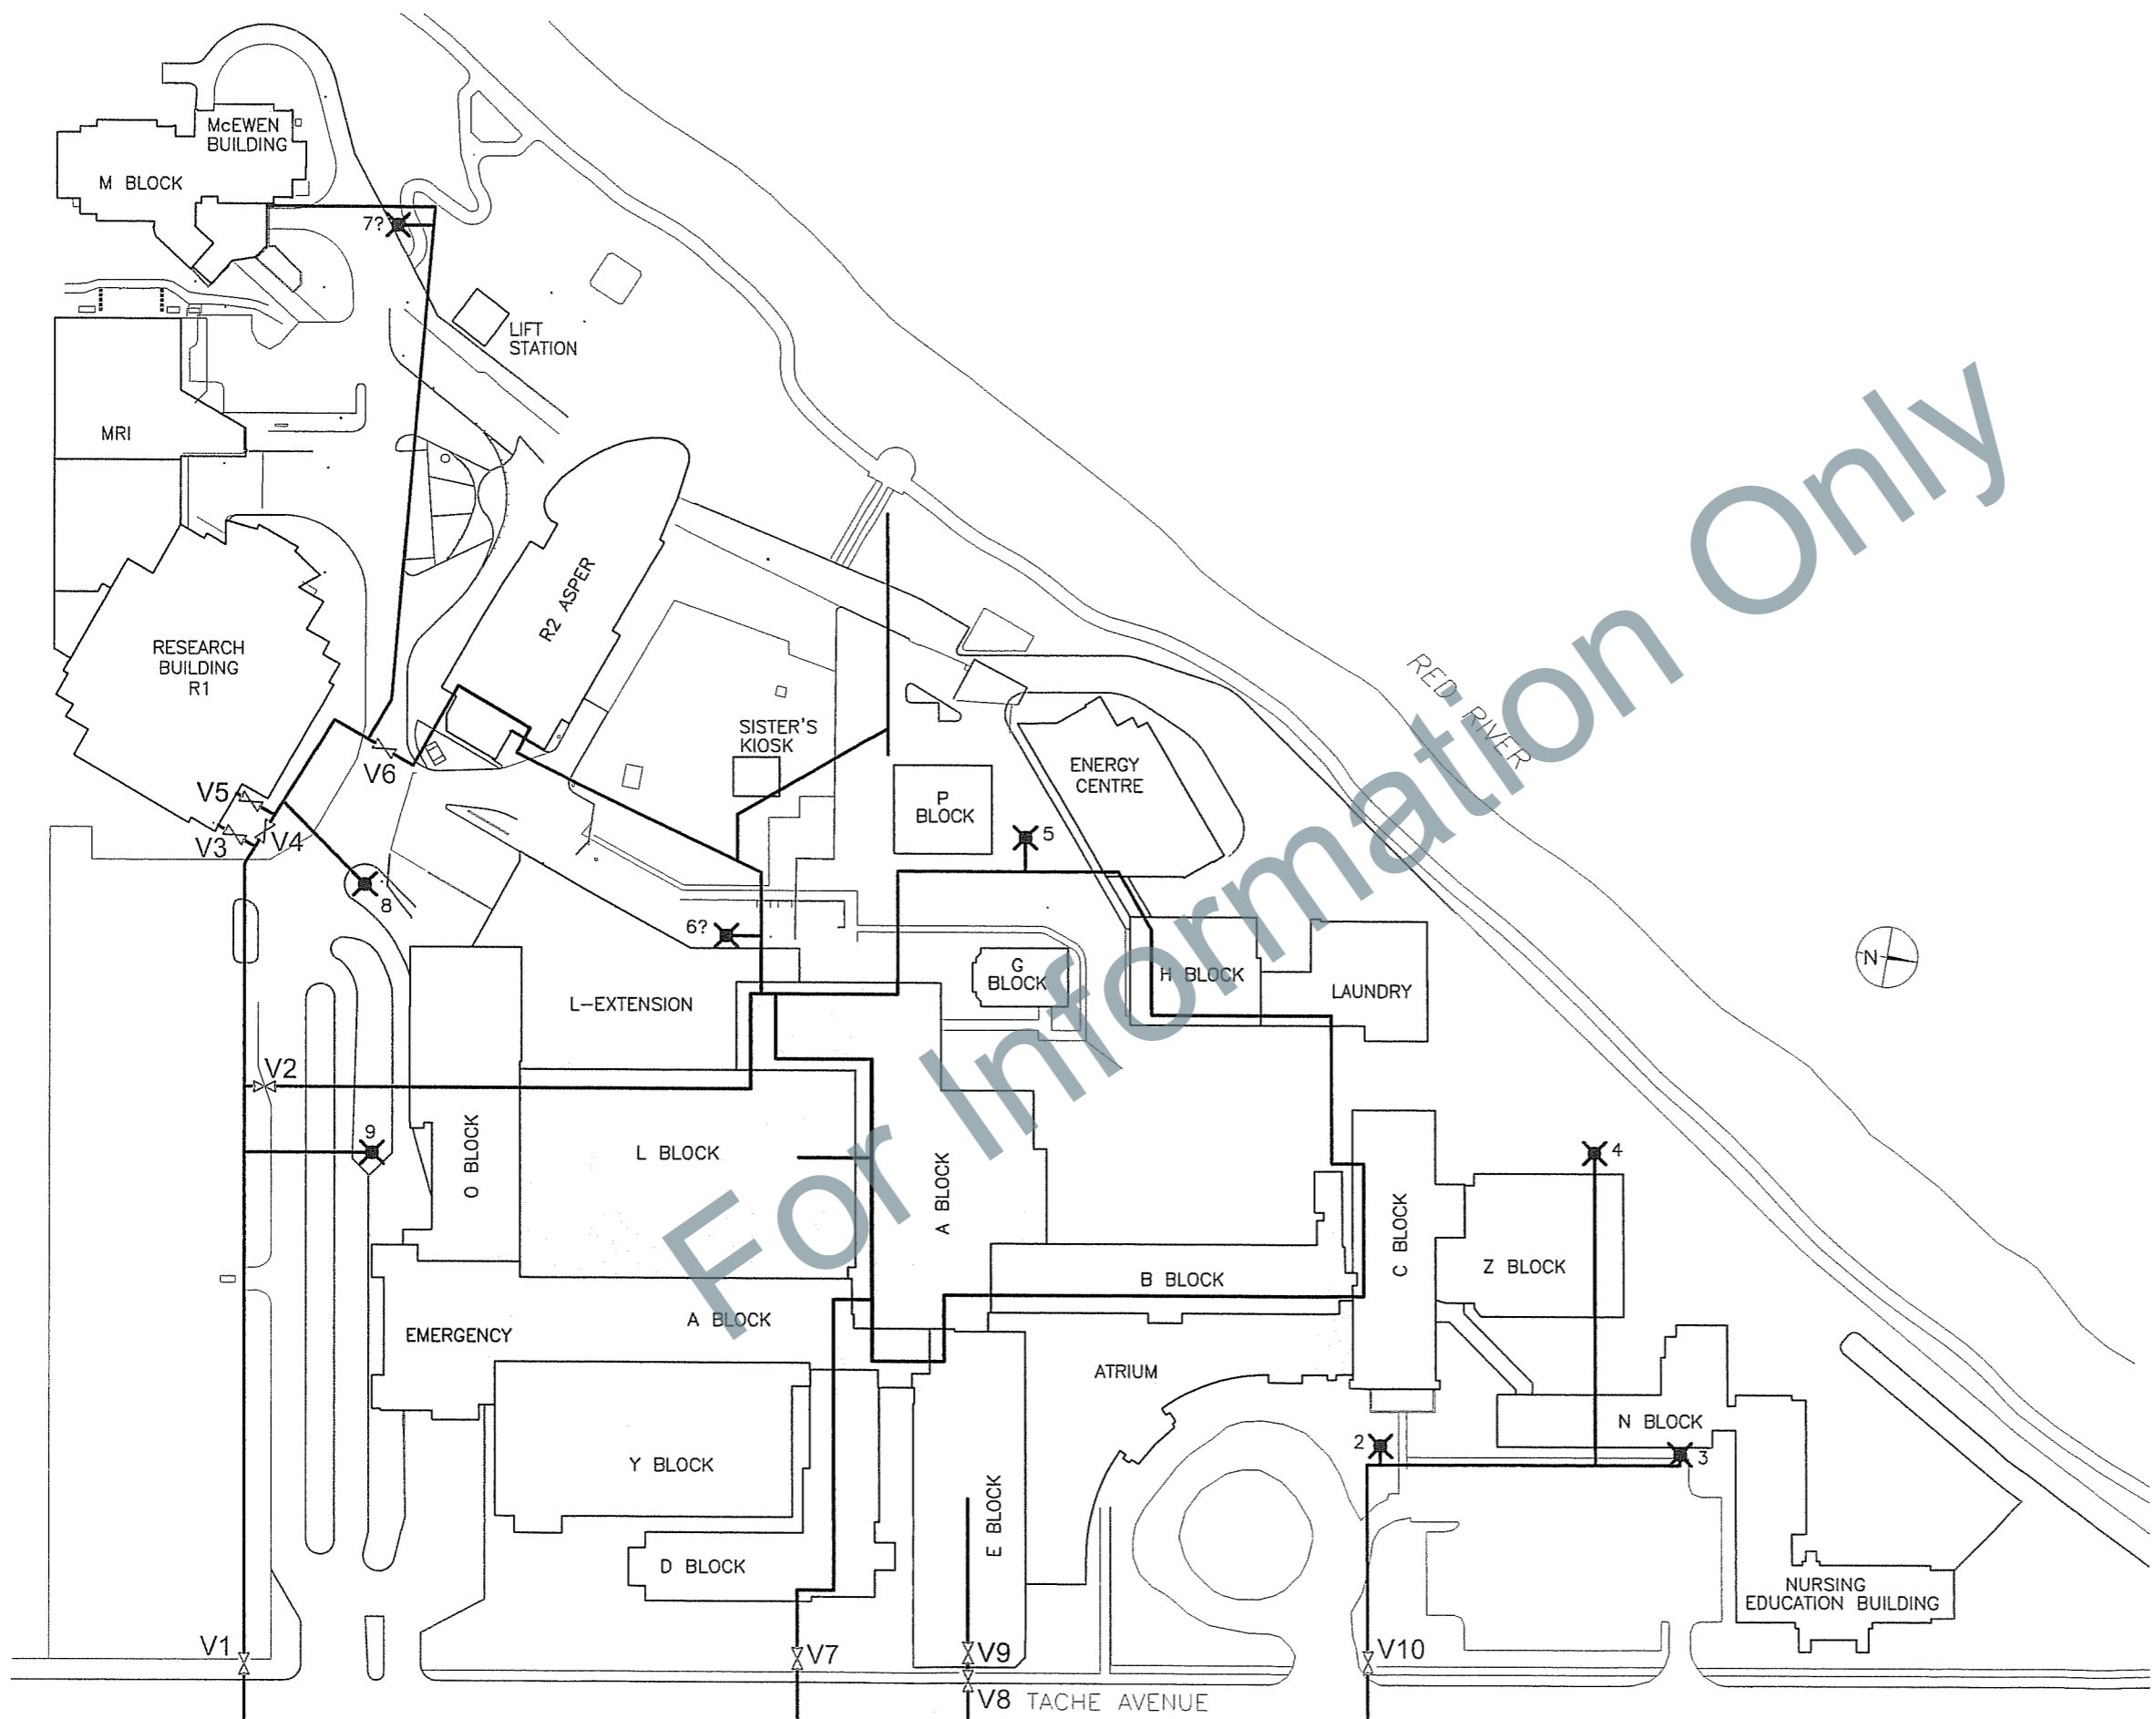 McEWEN
BUILDING
M BLOCK
7?
LIFT
STATION
MRI
R2 ASPER
RESEARCH
BUILDING
R1
RED RIVER
SISTER'S
KIOSK
V6
ENERGY
CENTRE
V5
P
BLOCK
V3
V4
5
8
6?
N
G
BLOCK
H BLOCK
LAUNDRY
L-EXTENSION
V2
9
O BLOCK
L BLOCK
A BLOCK
4
C BLOCK
Z BLOCK
B BLOCK
A BLOCK
EMERGENCY
ATRIUM
N BLOCK
2
3
Y BLOCK
E BLOCK
D BLOCK
NURSING
EDUCATION BUILDING
V1
V7
V9
V10
V8
TACHE AVENUE
For Information Only